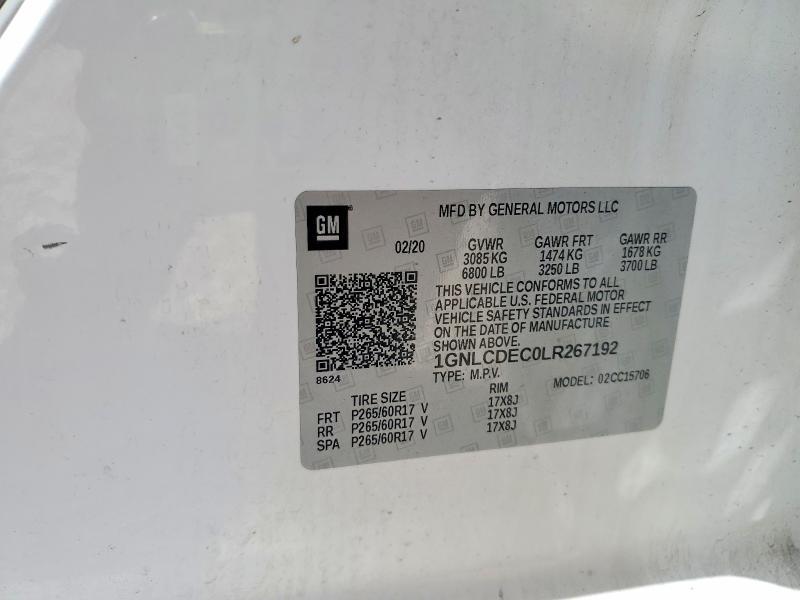 GM
MFD BY GENERAL MOTORS LLC
02/20 GVWR GAWR FRT GAWR RR
3085 KG 1474 KG 1678 KG
6800 LB 3250 LB 3700 LB
THIS VEHICLE CONFORMS TO ALL
APPLICABLE U.S. FEDERAL MOTOR
VEHICLE SAFETY STANDARDS IN EFFECT
ON THE DATE OF MANUFACTURE
SHOWN ABOVE.
1GNLCDEC0LR267192
8624
TYPE: M.P.V. MODEL: 02CC15706
TIRE SIZE RIM
FRT P265/60R17 V 17X8J
RR P265/60R17 V 17X8J
SPA P265/60R17 V 17X8J